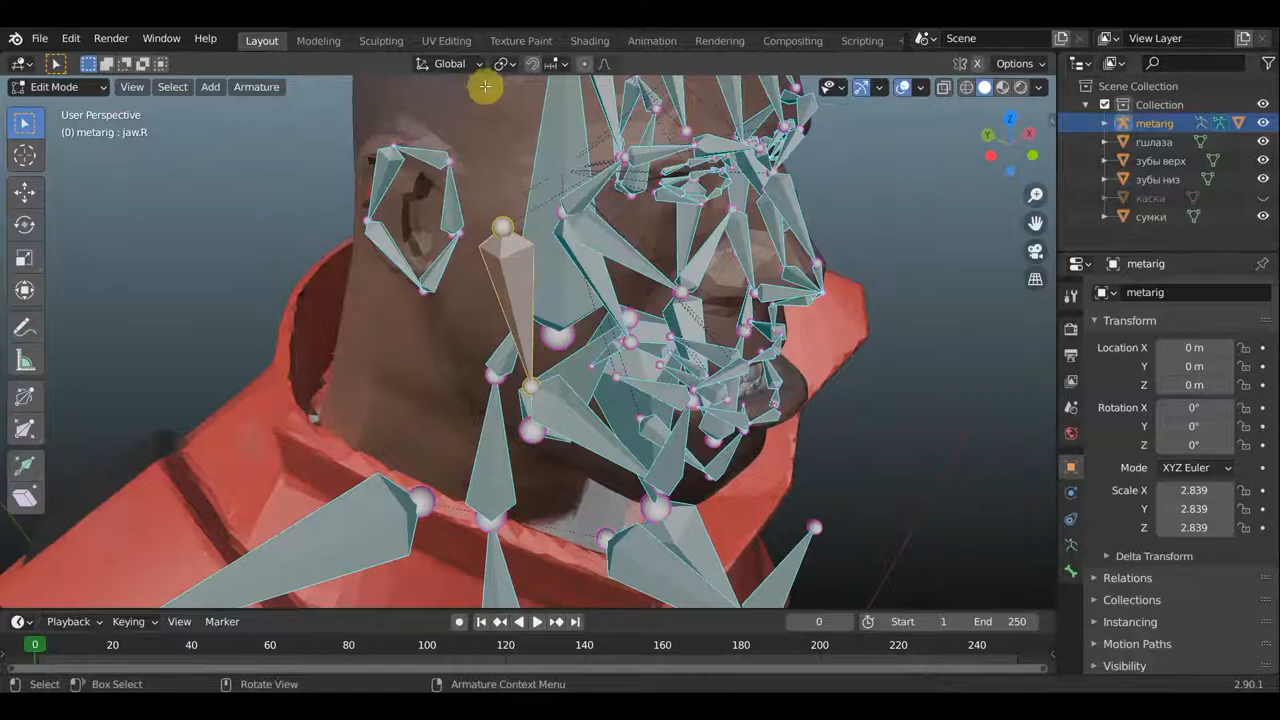 File Edit Render Window Help
Layout Modeling Sculpting UV Editing Texture Paint Shading Animation Rendering Compositing Scripting
Scene View Layer
Global Options
Edit Mode View Select Add Armature
User Perspective
(0) metarig : jaw.R
Scene Collection
Collection
metarig
гшлаза
зубы верх
зубы низ
каска
сумки
metarig
metarig
Transform
Location X 0 m
Y 0 m
Z 0 m
Rotation X 0°
Y 0°
Z 0°
Mode XYZ Euler
Scale X 2.839
Y 2.839
Z 2.839
Delta Transform
Relations
Collections
Instancing
Motion Paths
Visibility
Playback Keying View Marker 0 Start 1 End 250
0 20 40 60 80 100 120 140 160 180 200 220 240
Select Box Select Rotate View Armature Context Menu 2.90.1
X Y Z
X